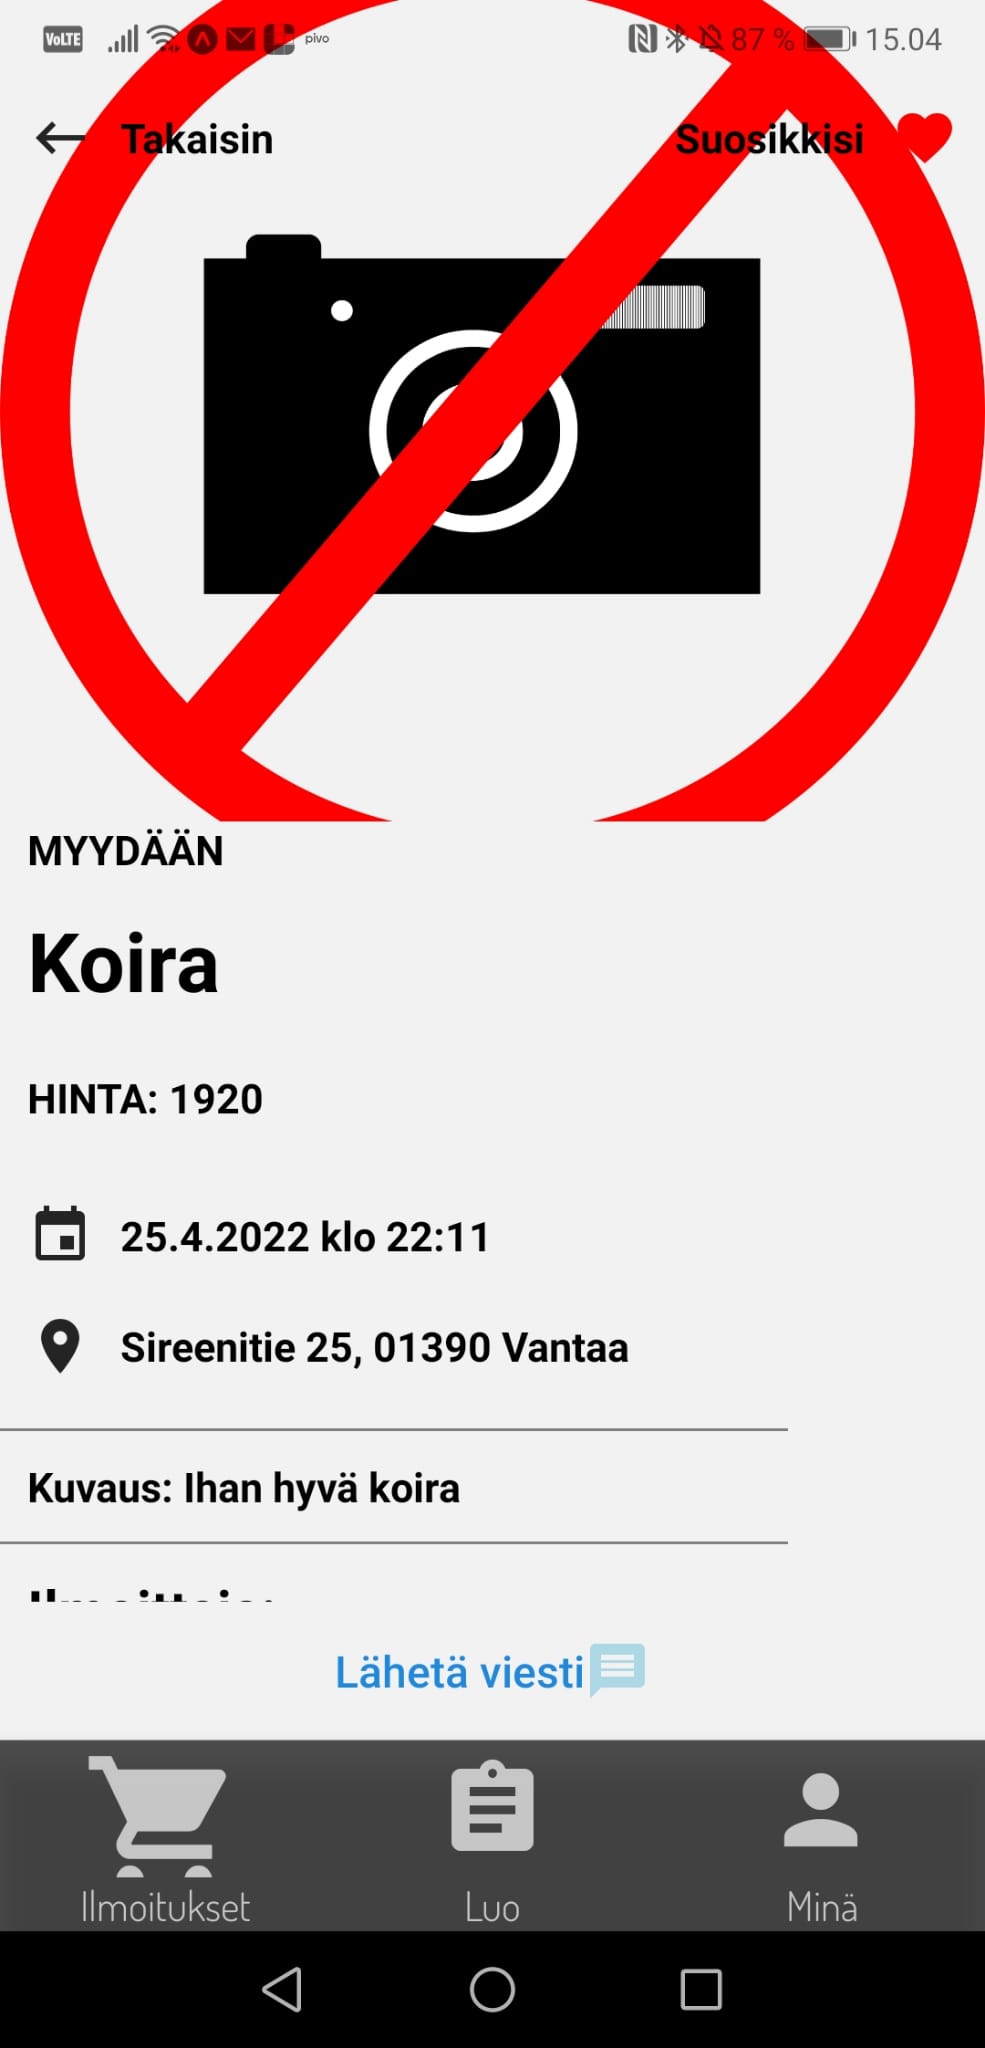 VoLTE pivo 87 % 15.04
Takaisin Suosikkisi
MYYDÄÄN
Koira
HINTA: 1920
25.4.2022 klo 22:11
Sireenitie 25, 01390 Vantaa
Kuvaus: Ihan hyvä koira
Lähetä viesti
Ilmoitukset Luo Minä